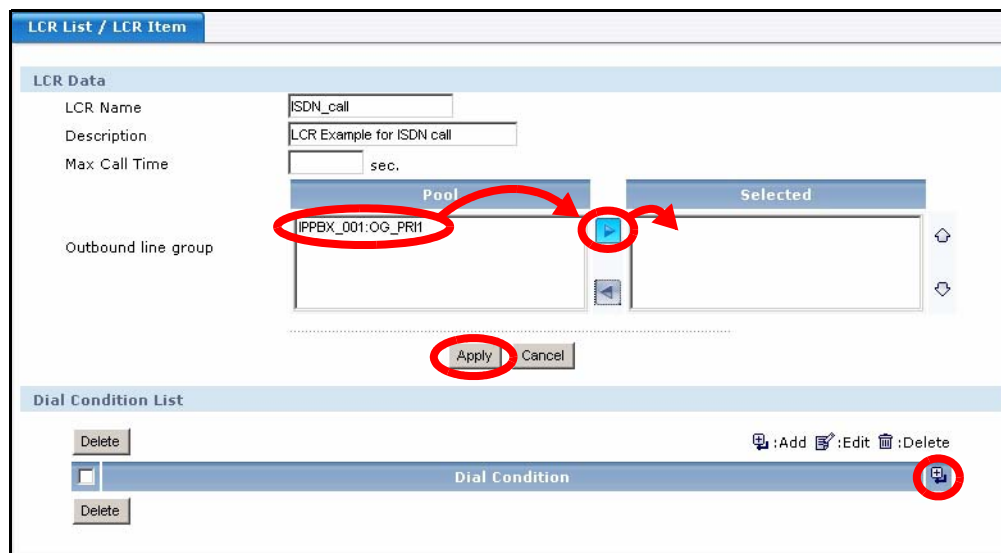 LCR List / LCR Item
LCR Data
LCR Name ISDN_call
Description LCR Example for ISDN call
Max Call Time sec.
Pool Selected
Outbound line group IPPBX_001:OG_PRI1
Apply Cancel
Dial Condition List
Delete :Add :Edit :Delete
Dial Condition
Delete